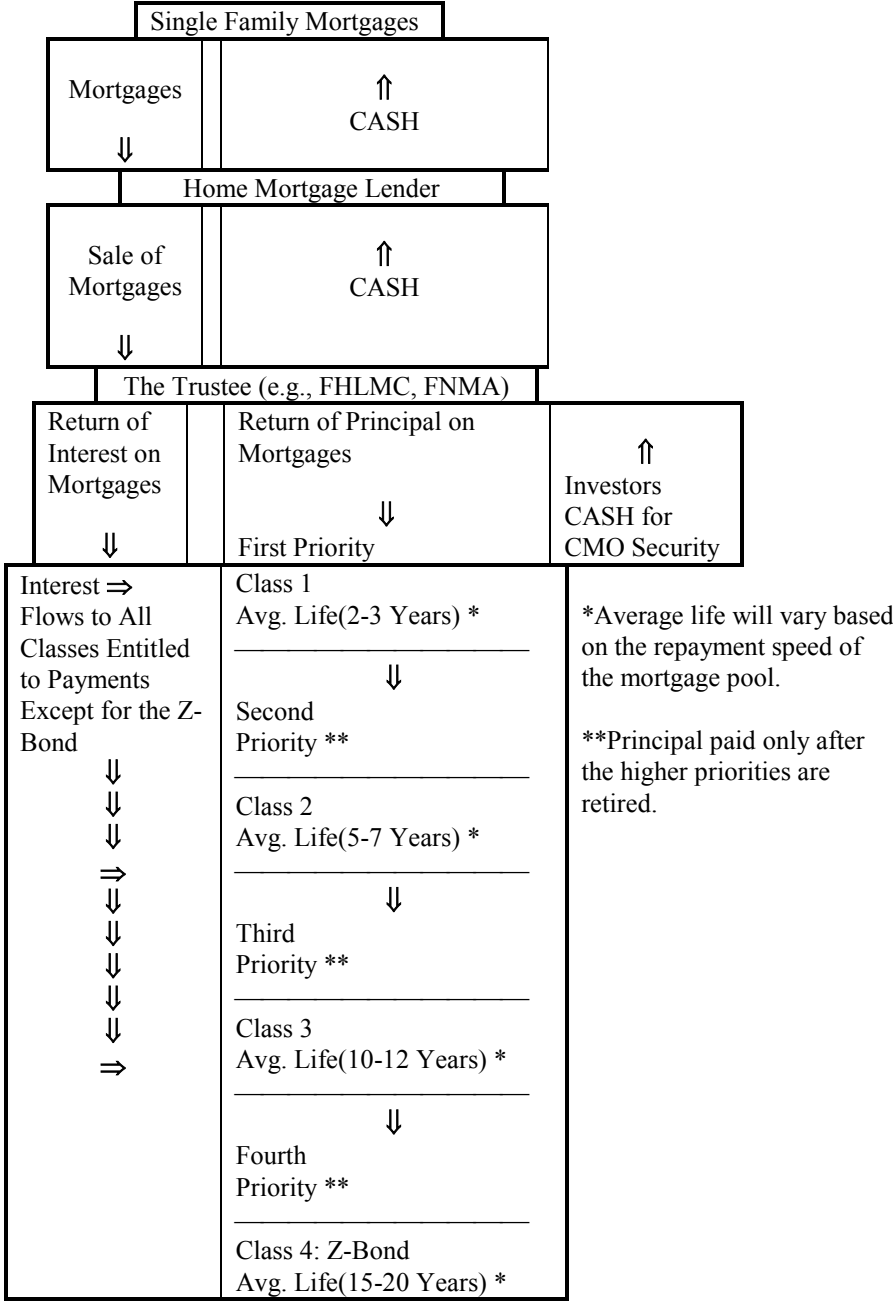 Single Family Mortgages
Mortgages
⇓
⇑
CASH
Home Mortgage Lender
Sale of
Mortgages
⇓
⇑
CASH
The Trustee (e.g., FHLMC, FNMA)
Return of
Interest on
Mortgages
⇓
Return of Principal on
Mortgages
⇓
First Priority
⇑
Investors
CASH for
CMO Security
Interest ⇒
Flows to All
Classes Entitled
to Payments
Except for the Z-
Bond
⇓
⇓
⇓
⇒
⇓
⇓
⇓
⇓
⇓
⇒
Class 1
Avg. Life(2-3 Years) *
⇓
Second
Priority **
Class 2
Avg. Life(5-7 Years) *
⇓
Third
Priority **
Class 3
Avg. Life(10-12 Years) *
⇓
Fourth
Priority **
Class 4: Z-Bond
Avg. Life(15-20 Years) *
*Average life will vary based
on the repayment speed of
the mortgage pool.
**Principal paid only after
the higher priorities are
retired.